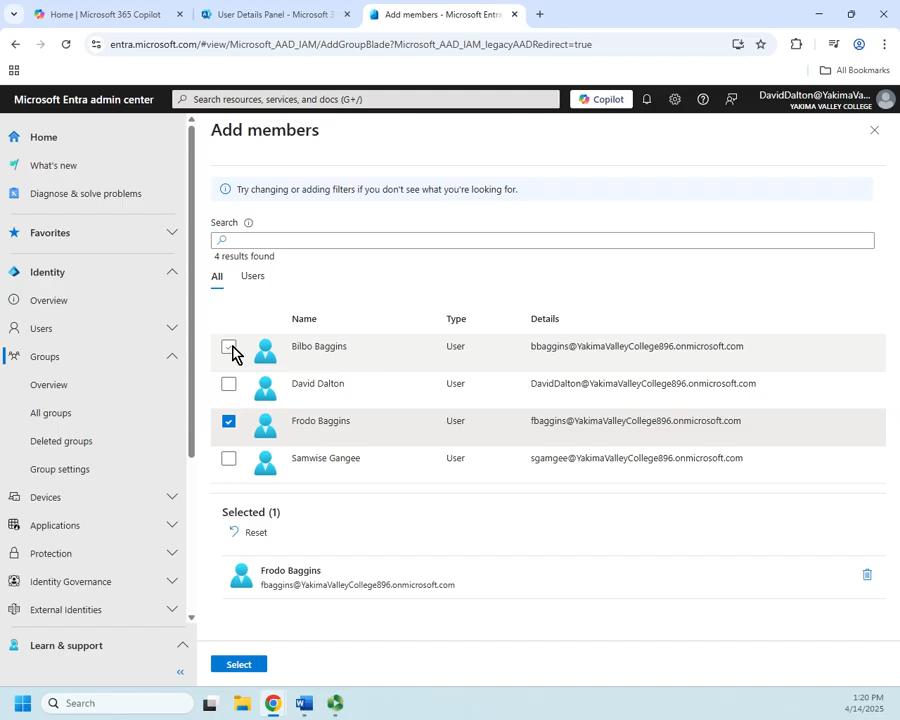 Home | Microsoft 365 Copilot
User Details Panel - Microsoft 3
Add members - Microsoft Entra
entra.microsoft.com/#view/Microsoft_AAD_IAM/AddGroupBlade?Microsoft_AAD_IAM_legacyAADRedirect=true
All Bookmarks
Microsoft Entra admin center
Search resources, services, and docs (G+/)
Copilot
DavidDalton@YakimaVa...
YAKIMA VALLEY COLLEGE
Home
What's new
Diagnose & solve problems
Favorites
Identity
Overview
Users
Groups
Overview
All groups
Deleted groups
Group settings
Devices
Applications
Protection
Identity Governance
External Identities
Learn & support
Add members
Try changing or adding filters if you don't see what you're looking for.
Search
4 results found
All Users
Name Type Details
Bilbo Baggins User bbaggins@YakimaValleyCollege896.onmicrosoft.com
David Dalton User DavidDalton@YakimaValleyCollege896.onmicrosoft.com
Frodo Baggins User fbaggins@YakimaValleyCollege896.onmicrosoft.com
Samwise Gangee User sgamgee@YakimaValleyCollege896.onmicrosoft.com
Selected (1)
Reset
Frodo Baggins
fbaggins@YakimaValleyCollege896.onmicrosoft.com
Select
Search
1:20 PM
4/14/2025